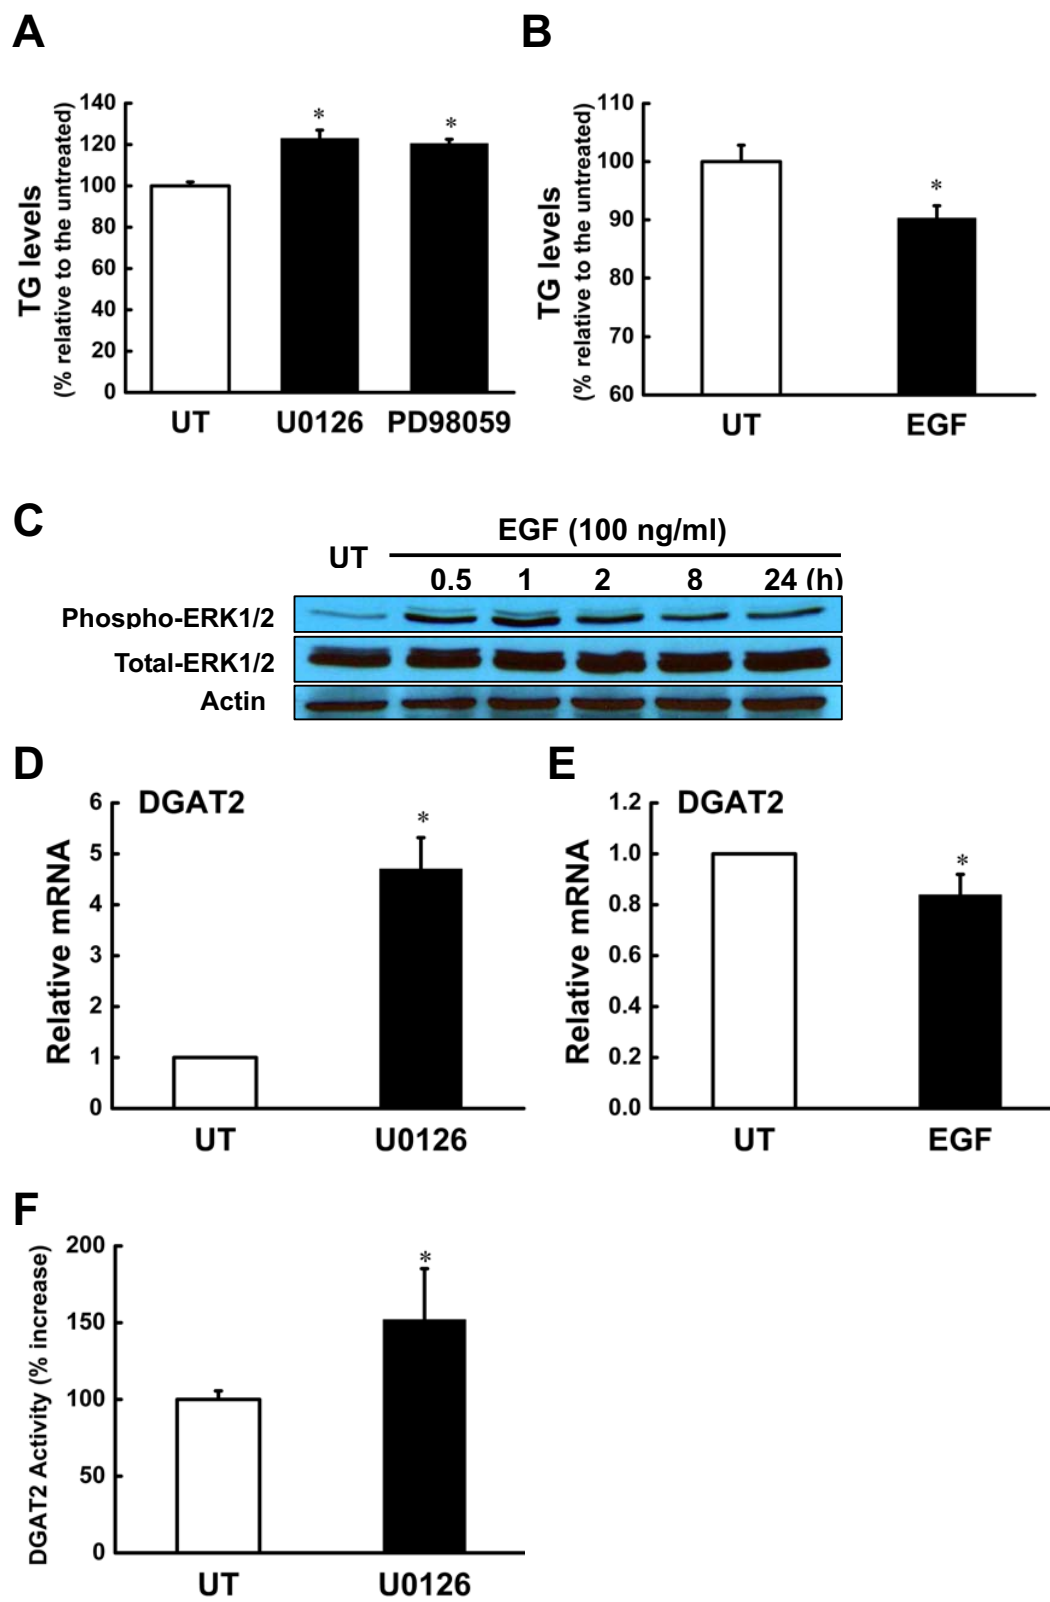 A
B
TG levels
(% relative to the untreated)
140
120
100
80
60
40
20
0
*
*
UT
U0126
PD98059
TG levels
(% relative to the untreated)
110
100
90
80
70
60
*
UT
EGF
C
EGF (100 ng/ml)
UT
0.5 1 2 8 24 (h)
Phospho-ERK1/2
Total-ERK1/2
Actin
D
E
DGAT2
Relative mRNA
6
5
4
3
2
1
0
*
UT
U0126
DGAT2
Relative mRNA
1.2
1.0
0.8
0.6
0.4
0.2
0.0
*
UT
EGF
F
DGAT2 Activity (% increase)
200
150
100
50
0
*
UT
U0126